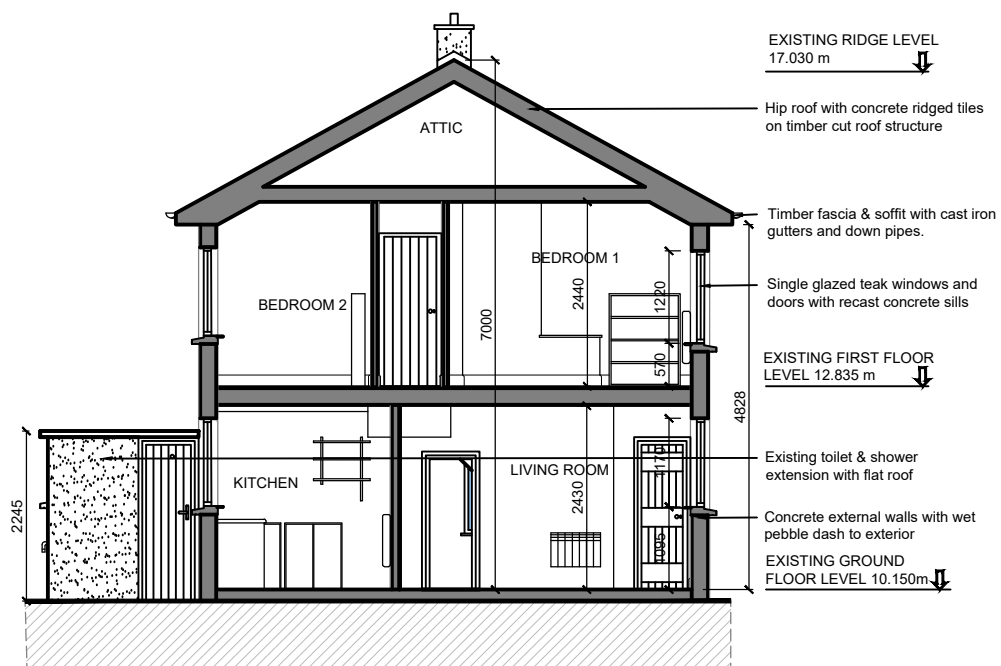 EXISTING RIDGE LEVEL
17.030 m
Hip roof with concrete ridged tiles
on timber cut roof structure
ATTIC
Timber fascia & soffit with cast iron
gutters and down pipes.
BEDROOM 1
BEDROOM 2
2440
1220
7000
570
Single glazed teak windows and
doors with recast concrete sills
EXISTING FIRST FLOOR
LEVEL 12.835 m
4828
Existing toilet & shower
extension with flat roof
KITCHEN
LIVING ROOM
1170
2430
2245
1095
Concrete external walls with wet
pebble dash to exterior
EXISTING GROUND
FLOOR LEVEL 10.150m